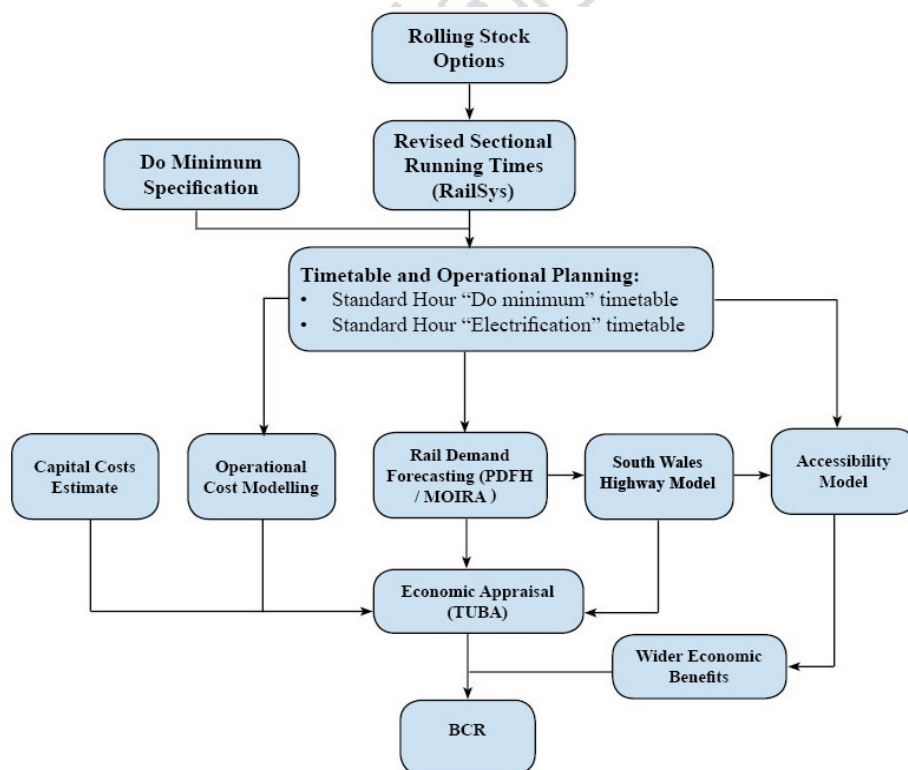 Rolling Stock
Options
Do Minimum
Specification
Revised Sectional
Running Times
(RailSys)
Timetable and Operational Planning:
• Standard Hour “Do minimum” timetable
• Standard Hour “Electrification” timetable
Capital Costs
Estimate
Operational
Cost Modelling
Rail Demand
Forecasting (PDFH
/ MOIRA )
South Wales
Highway Model
Accessibility
Model
Economic Appraisal
(TUBA)
Wider Economic
Benefits
BCR